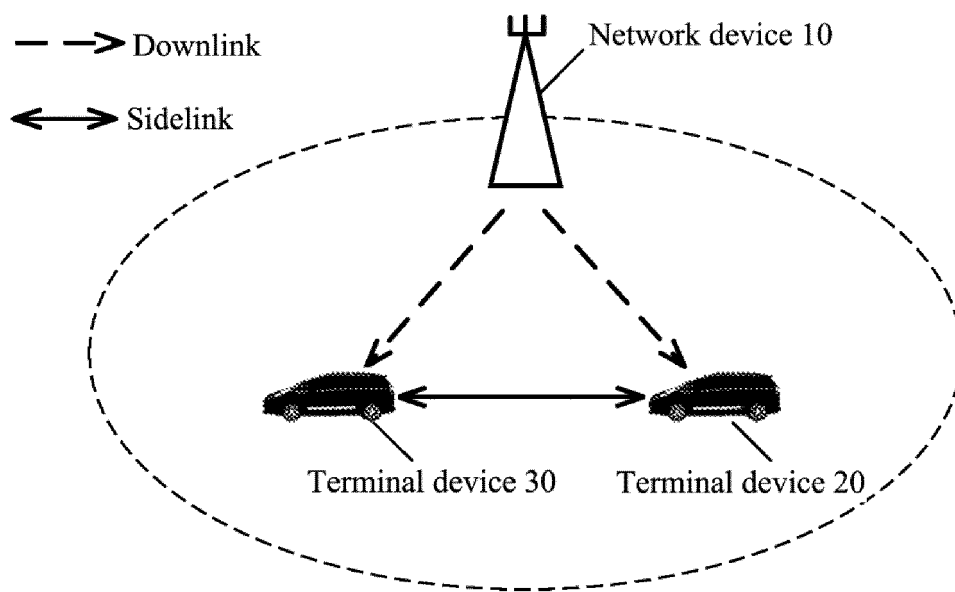 Network device 10
Downlink
Sidelink
Terminal device 30
Terminal device 20